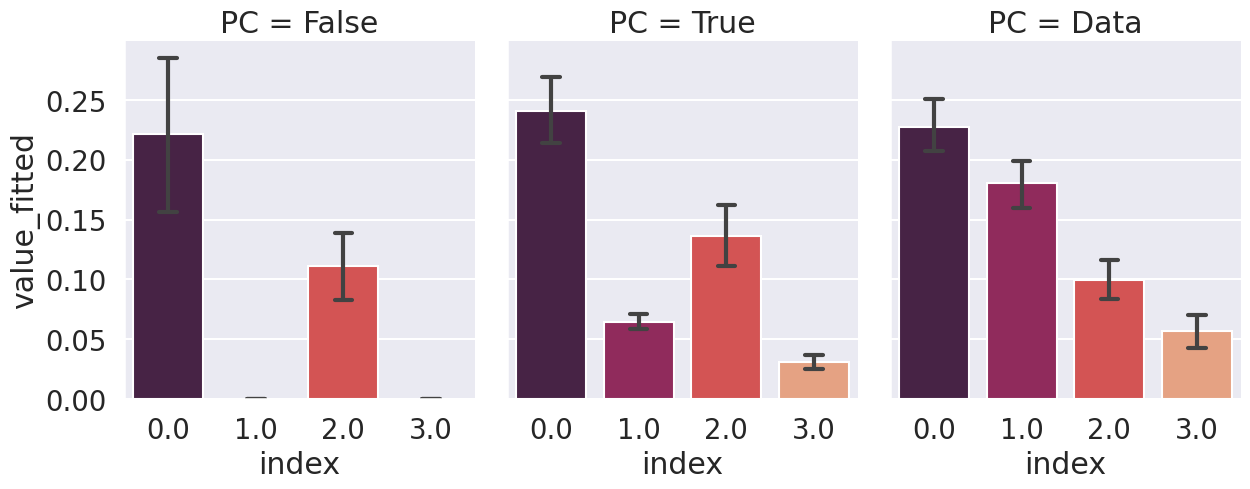 PC = False
PC = True
PC = Data
value_fitted
0.25
0.20
0.15
0.10
0.05
0.00
0.0 1.0 2.0 3.0
0.0 1.0 2.0 3.0
0.0 1.0 2.0 3.0
index
index
index